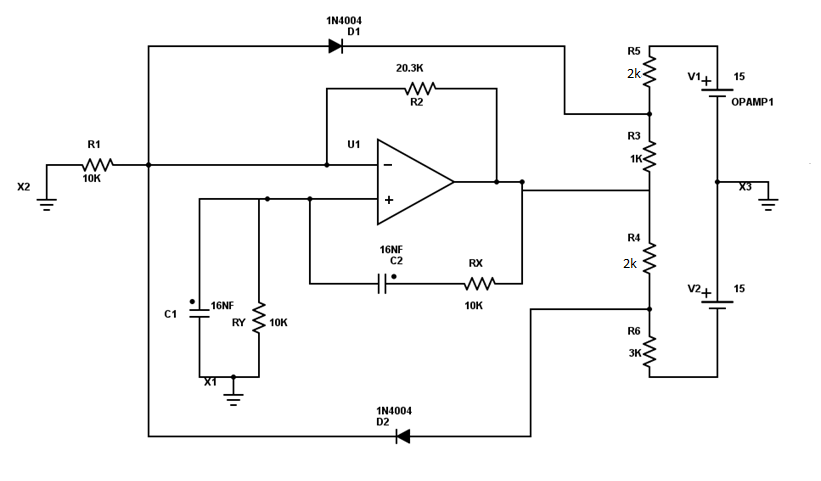 1N4004
D1
20.3K
R2
R5
2k
V1
+
15
OPAMP1
R1
10K
U1
−
+
R3
1K
X2
X3
R4
2k
16NF
C2
RX
10K
V2
+
15
C1
16NF
RY
10K
R6
3K
X1
1N4004
D2